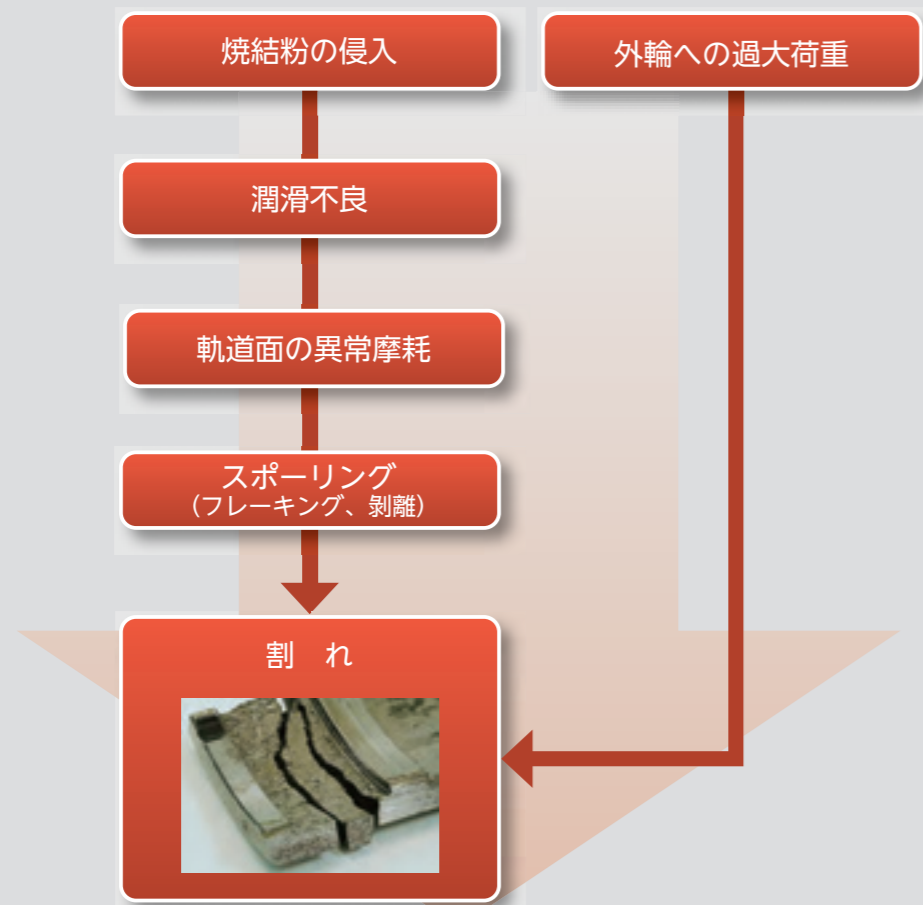 焼結粉の侵入
外輪への過大荷重
潤滑不良
軌道面の異常摩耗
スポーリング
（フレーキング、剝離）
割　れ